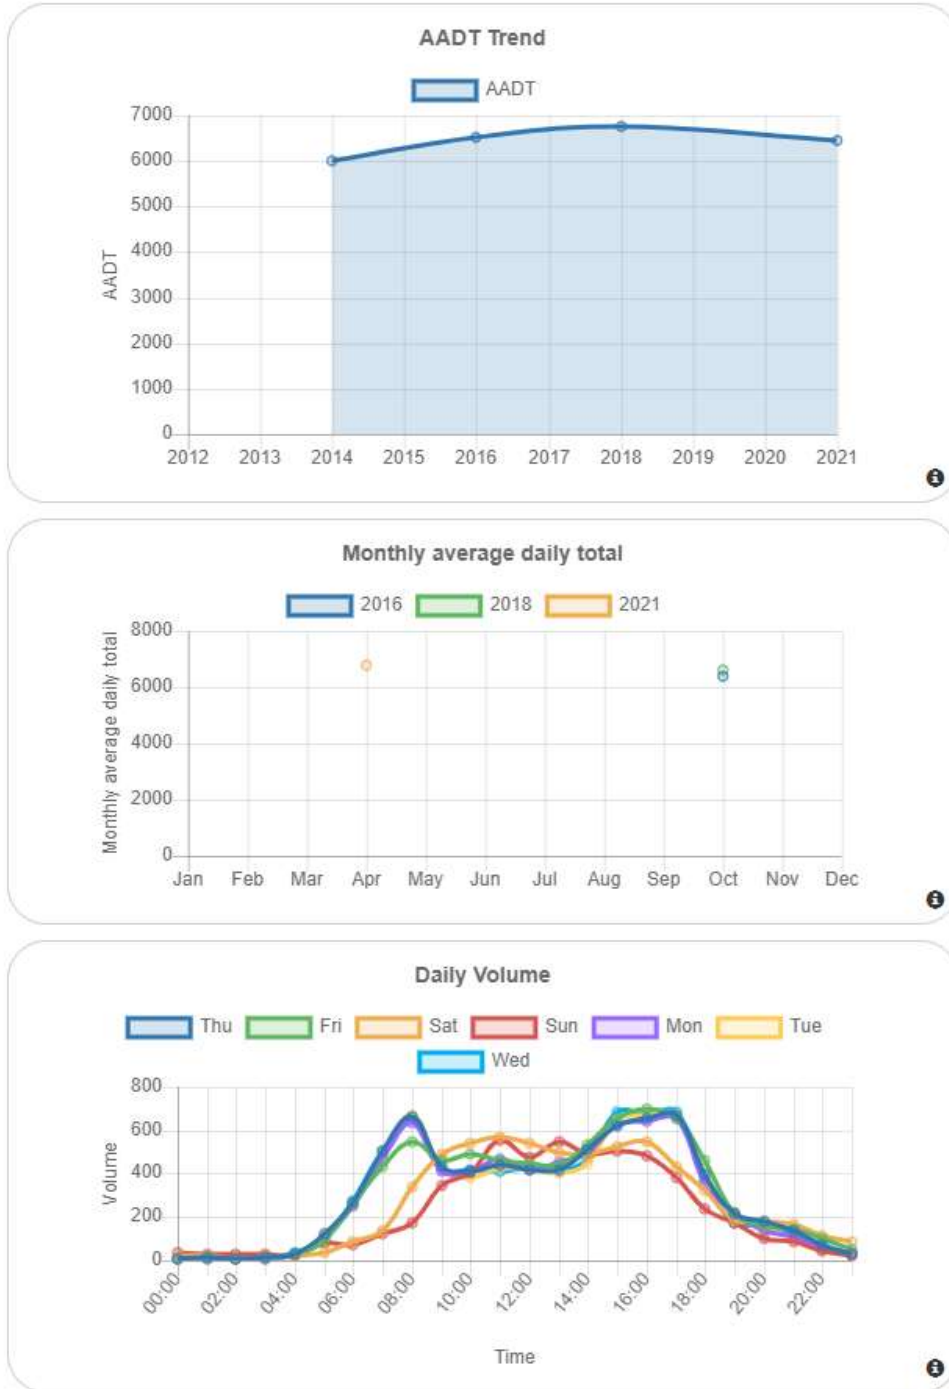 AADT Trend
AADT
7000
6000
5000
4000
3000
2000
1000
0
AADT
2012 2013 2014 2015 2016 2017 2018 2019 2020 2021
Monthly average daily total
2016 2018 2021
8000
6000
4000
2000
0
Monthly average daily total
Jan Feb Mar Apr May Jun Jul Aug Sep Oct Nov Dec
Daily Volume
Thu Fri Sat Sun Mon Tue
Wed
800
600
400
200
0
Volume
00:00 02:00 04:00 06:00 08:00 10:00 12:00 14:00 16:00 18:00 20:00 22:00
Time